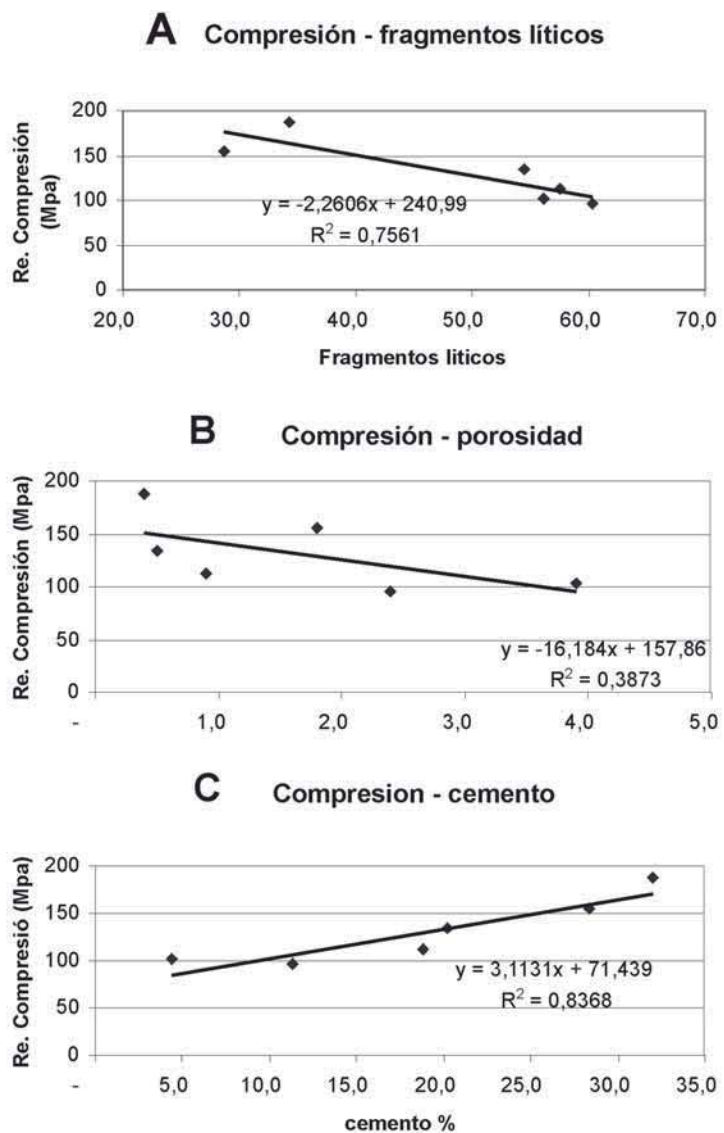 A Compresión - fragmentos líticos
Re. Compresión
(Mpa)
200
150
100
50
0
y = -2,2606x + 240,99
R² = 0,7561
20,0 30,0 40,0 50,0 60,0 70,0
Fragmentos liticos
B Compresión - porosidad
Re. Compresión (Mpa)
200
150
100
50
0
y = -16,184x + 157,86
R² = 0,3873
- 1,0 2,0 3,0 4,0 5,0
C Compresion - cemento
Re. Compresió (Mpa)
200
150
100
50
0
y = 3,1131x + 71,439
R² = 0,8368
- 5,0 10,0 15,0 20,0 25,0 30,0 35,0
cemento %